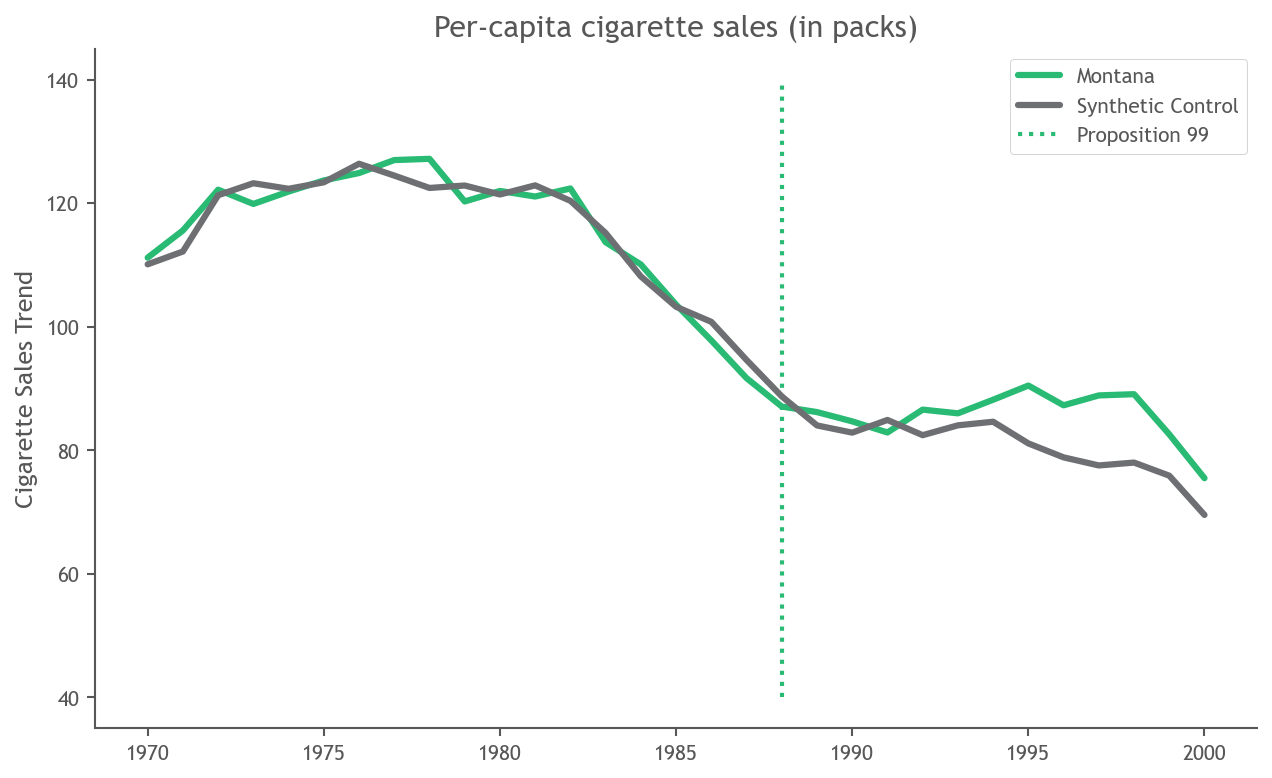 Per-capita cigarette sales (in packs)
Montana
Synthetic Control
Proposition 99
Cigarette Sales Trend
140
120
100
80
60
40
1970 1975 1980 1985 1990 1995 2000